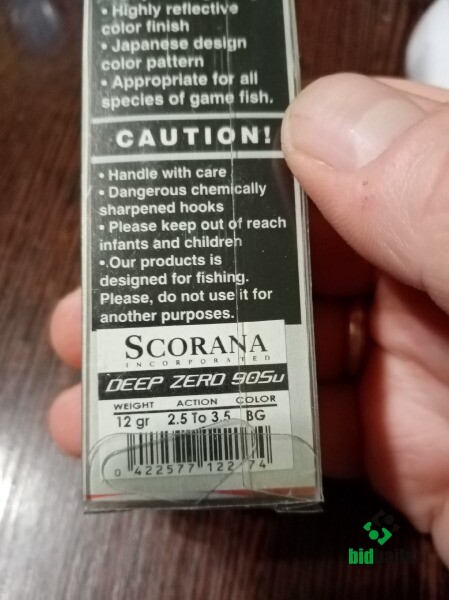 • Highly reflective
color finish
• Japanese design
color pattern
• Appropriate for all
species of game fish.
CAUTION!
• Handle with care
• Dangerous chemically
sharpened hooks
• Please keep out of reach
infants and children
• Our products is
designed for fishing.
Please, do not use it for
another purposes.
SCORANA
INCORPORATED
DEEP ZERO 90Su
WEIGHT ACTION COLOR
12 gr 2.5 To 3.5 BG
0 422577 122 74
bid